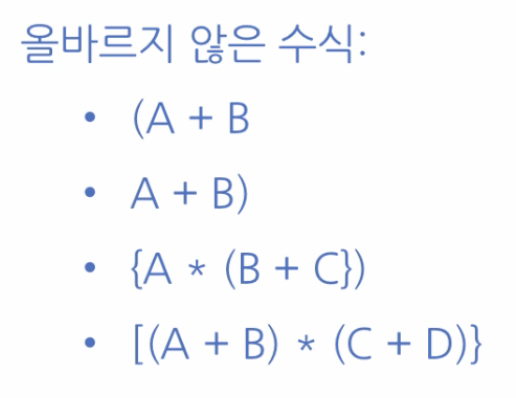 올바르지 않은 수식:
• (A + B
• A + B)
• {A * (B + C})
• [(A + B) * (C + D)}